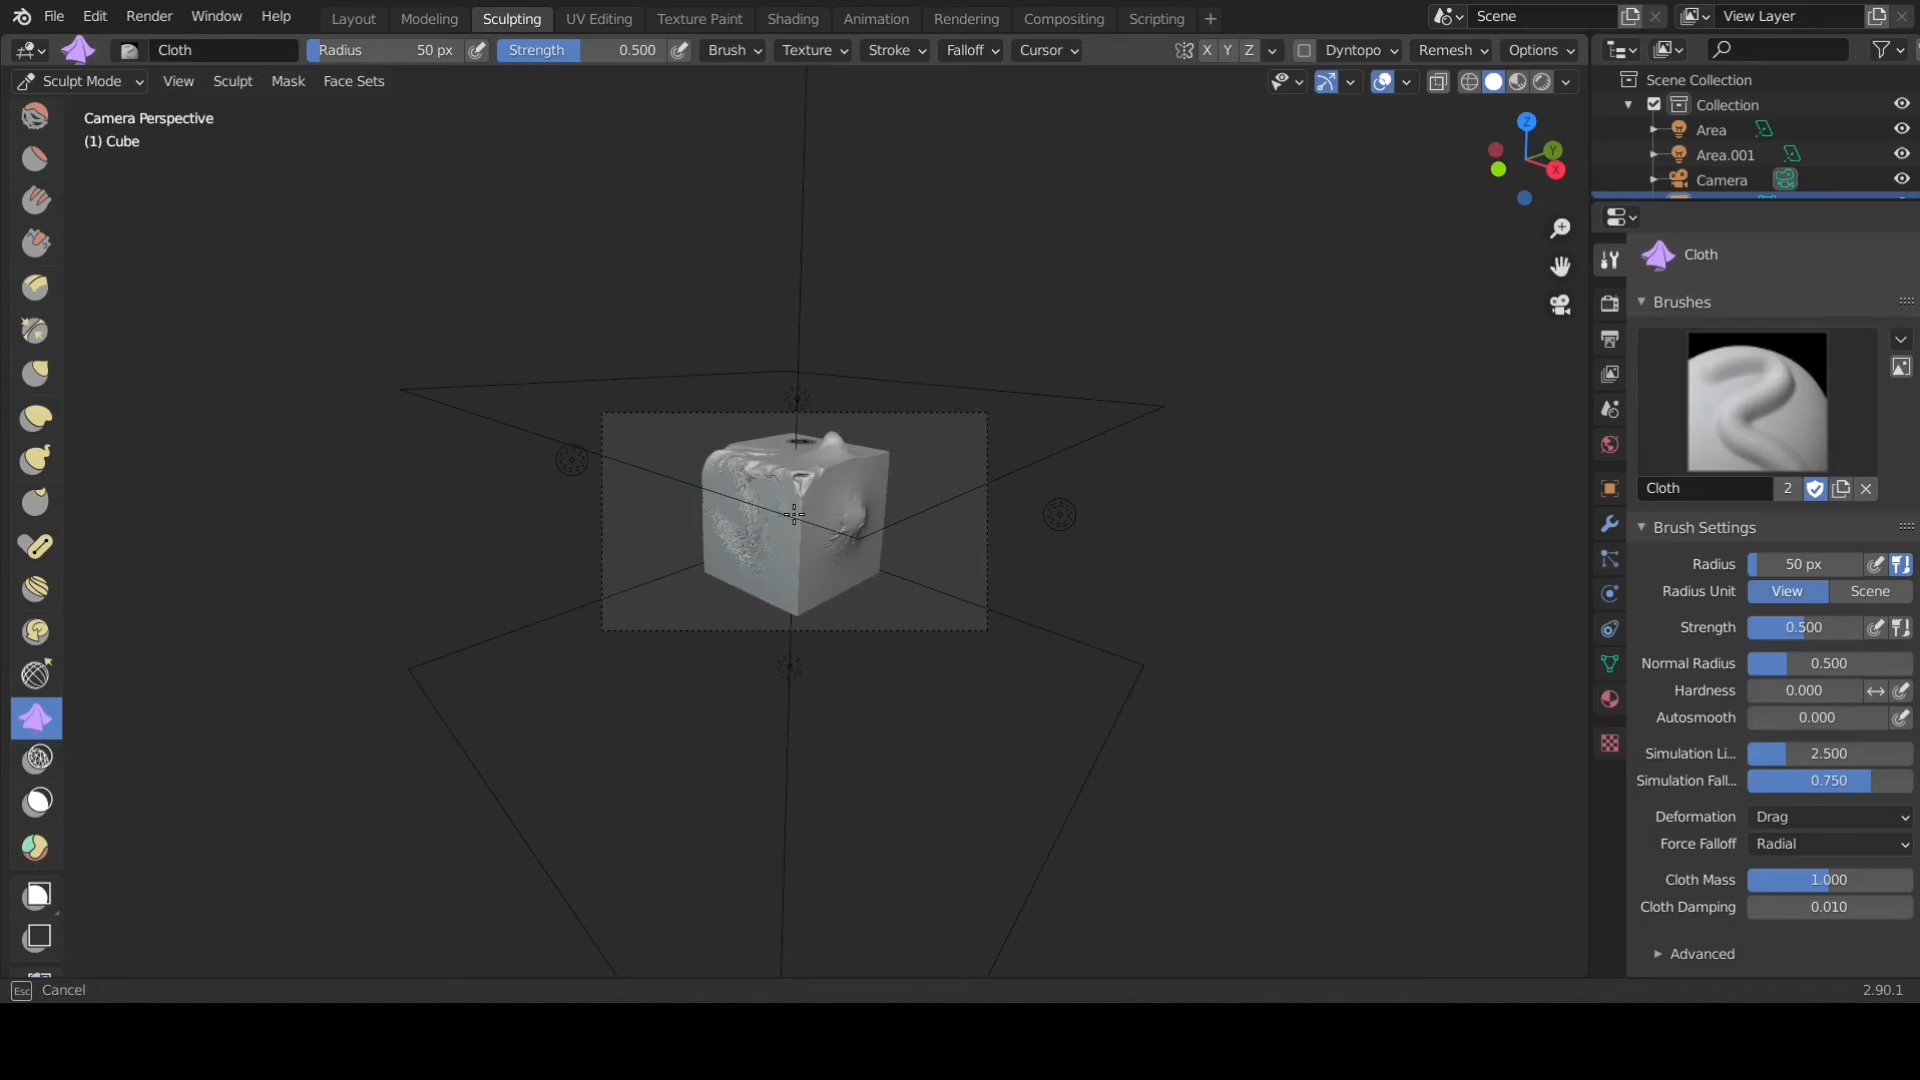 File Edit Render Window Help Layout Modeling Sculpting UV Editing Texture Paint Shading Animation Rendering Compositing Scripting Scene View Layer
Cloth Radius 50 px Strength 0.500 Brush Texture Stroke Falloff Cursor X Y Z Dyntopo Remesh Options
Sculpt Mode View Sculpt Mask Face Sets
Camera Perspective
(1) Cube
Z
Y
X
Scene Collection
Collection
Area
Area.001
Camera
Cloth
Brushes
Cloth 2
Brush Settings
Radius 50 px
Radius Unit View Scene
Strength 0.500
Normal Radius 0.500
Hardness 0.000
Autosmooth 0.000
Simulation Li... 2.500
Simulation Fall... 0.750
Deformation Drag
Force Falloff Radial
Cloth Mass 1.000
Cloth Damping 0.010
Advanced
Esc Cancel 2.90.1